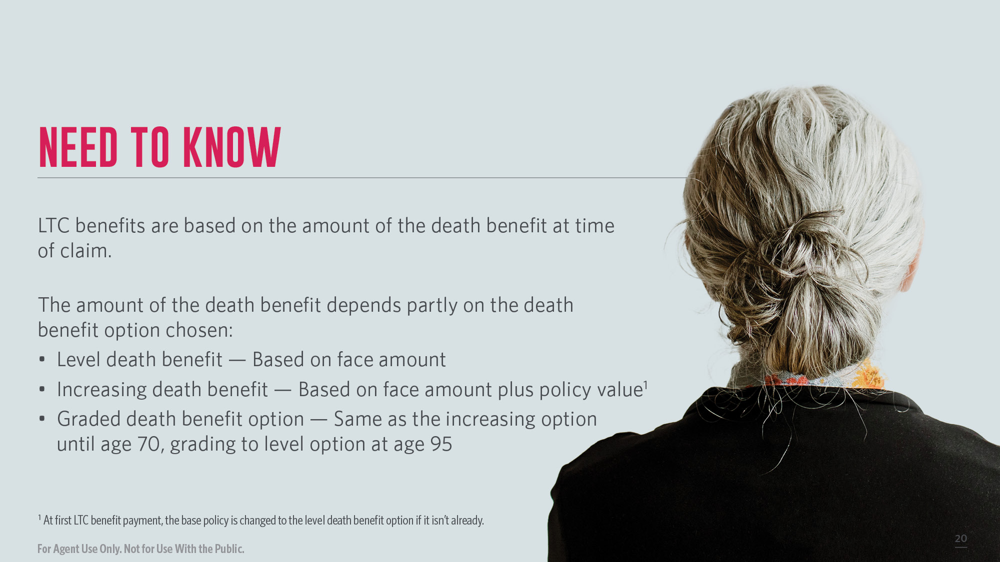 NEED TO KNOW
LTC benefits are based on the amount of the death benefit at time
of claim.
The amount of the death benefit depends partly on the death
benefit option chosen:
• Level death benefit — Based on face amount
• Increasing death benefit — Based on face amount plus policy value¹
• Graded death benefit option — Same as the increasing option
until age 70, grading to level option at age 95
¹ At first LTC benefit payment, the base policy is changed to the level death benefit option if it isn’t already.
For Agent Use Only. Not for Use With the Public.
20